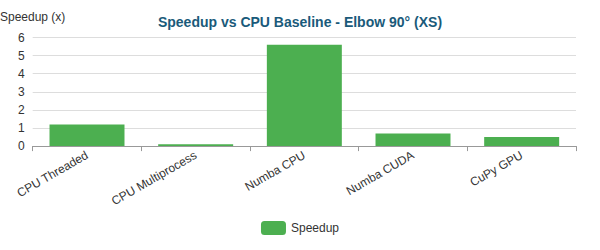 Speedup (x)
Speedup vs CPU Baseline - Elbow 90° (XS)
6
5
4
3
2
1
0
CPU Threaded
CPU Multiprocess
Numba CPU
Numba CUDA
CuPy GPU
Speedup